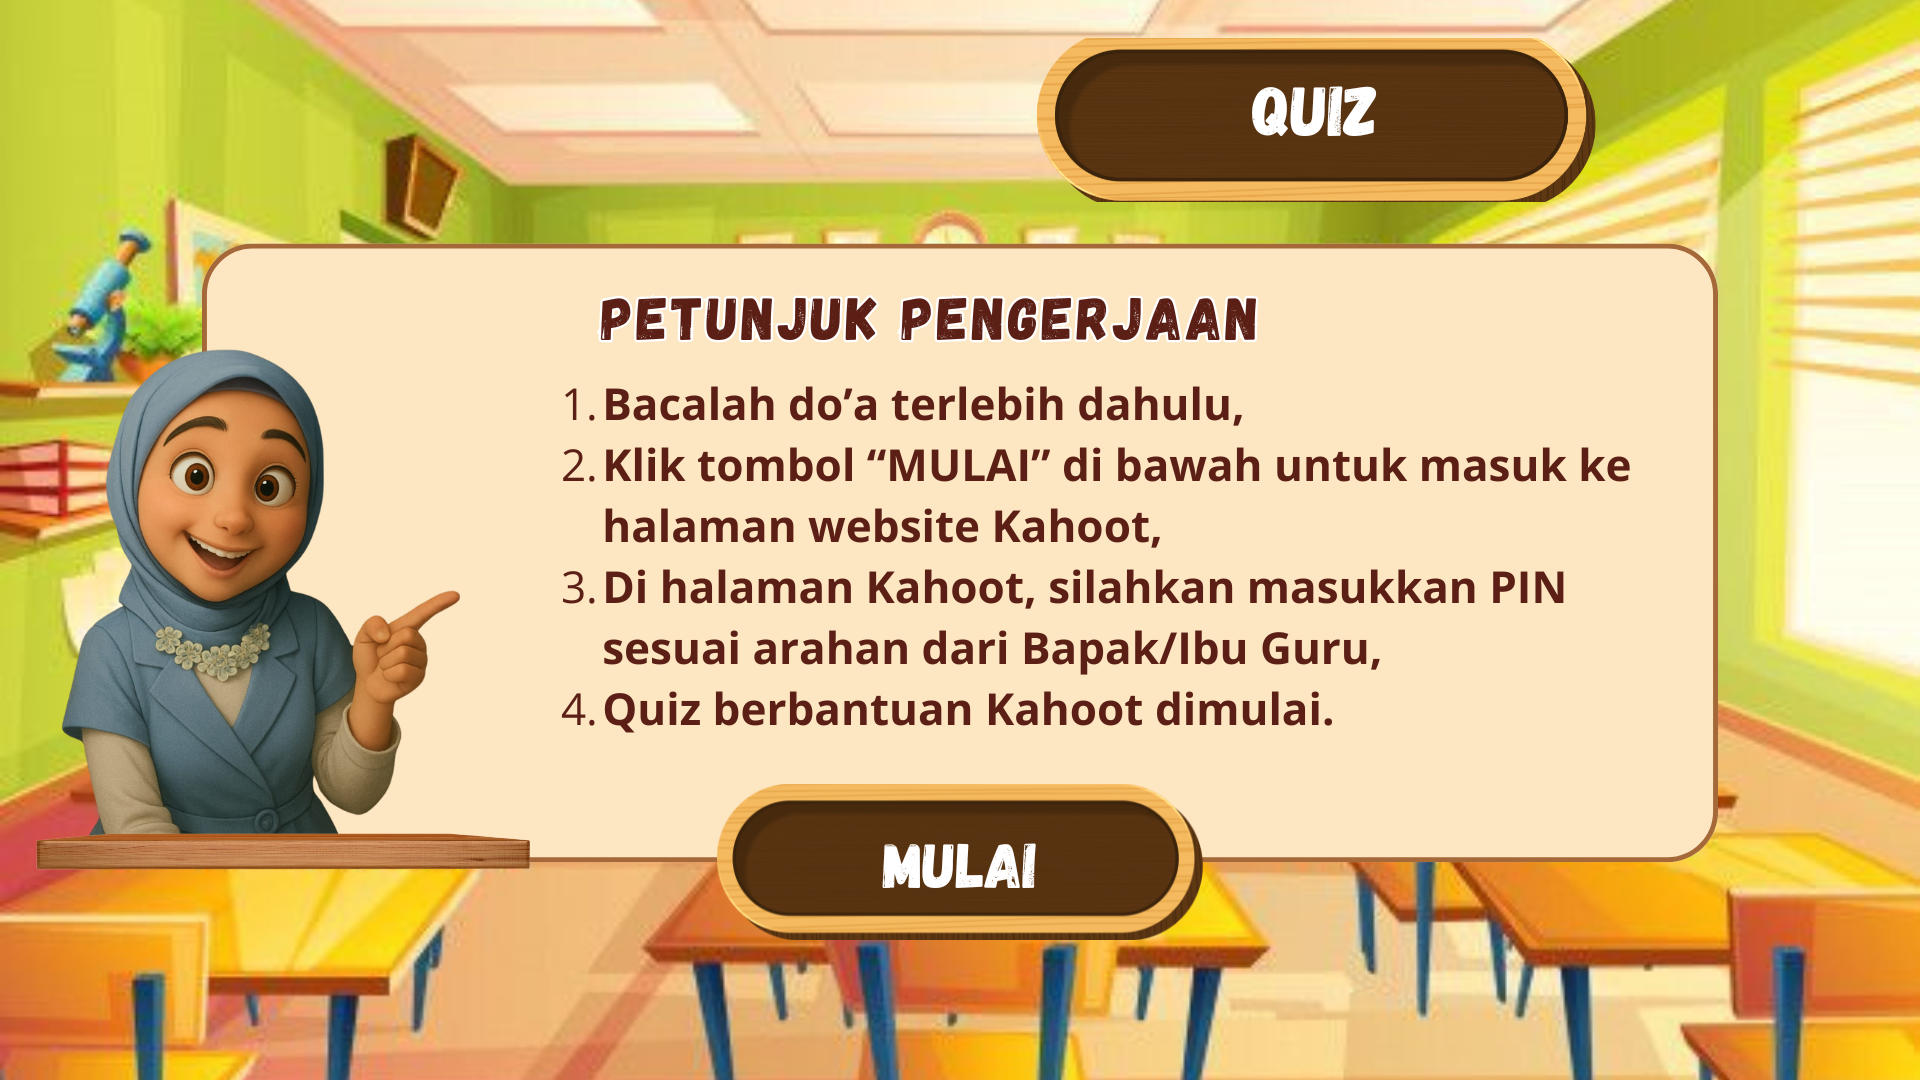 QUIZ
PETUNJUK PENGERJAAN
1. Bacalah do’a terlebih dahulu,
2. Klik tombol “MULAI” di bawah untuk masuk ke
halaman website Kahoot,
3. Di halaman Kahoot, silahkan masukkan PIN
sesuai arahan dari Bapak/Ibu Guru,
4. Quiz berbantuan Kahoot dimulai.
MULAI